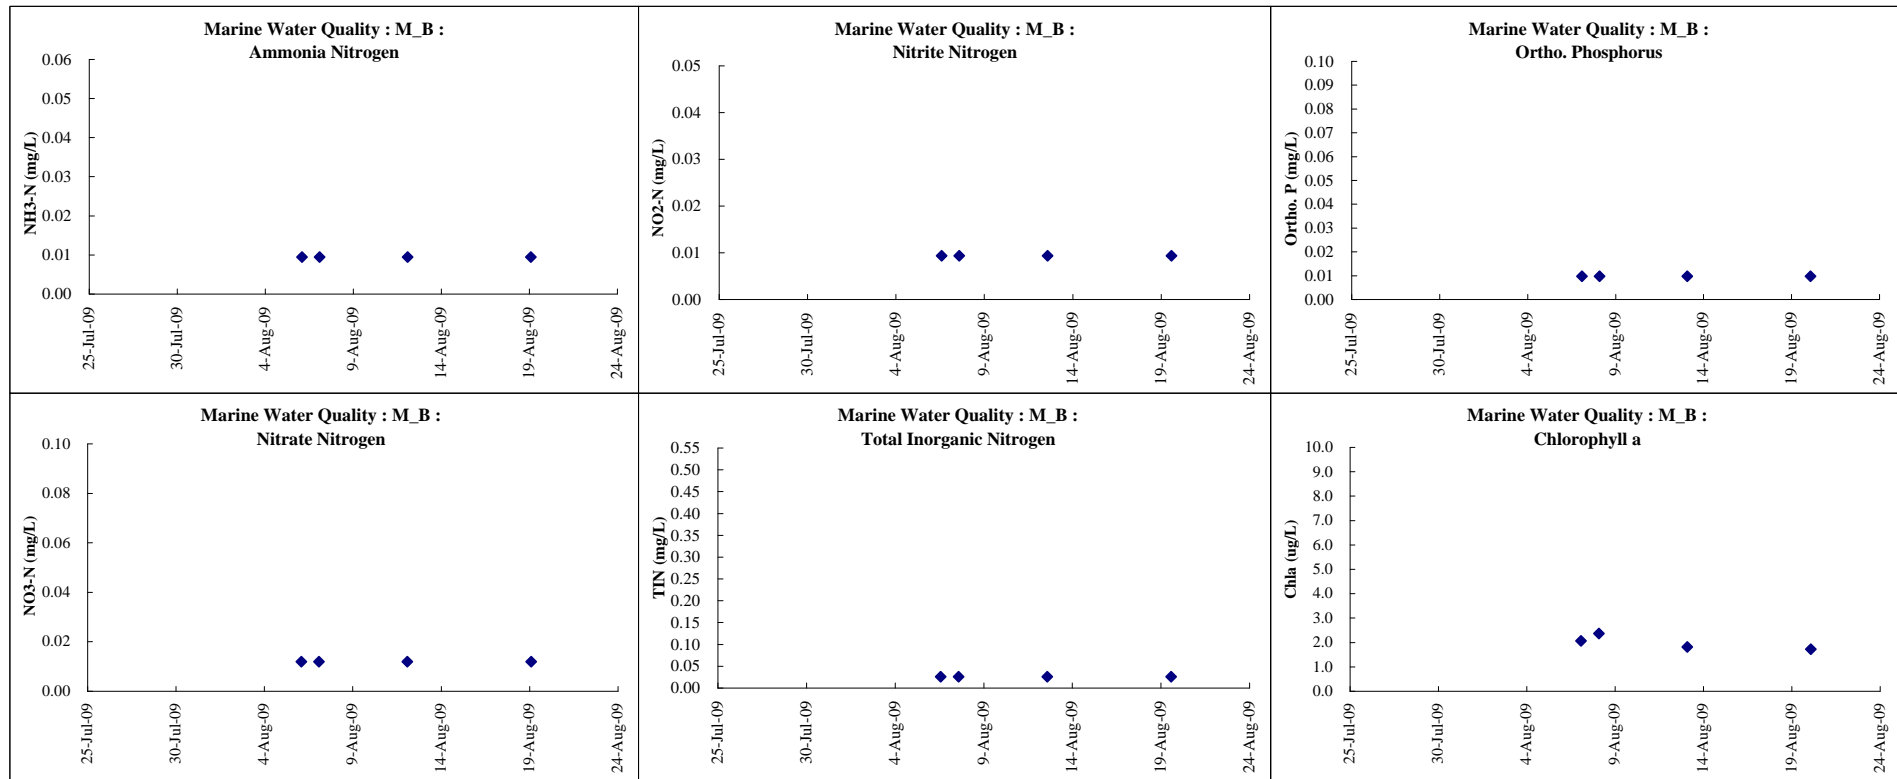 Marine Water Quality : M_B :
Ammonia Nitrogen
NH3-N (mg/L)
0.06
0.05
0.04
0.03
0.02
0.01
0.00
25-Jul-09
30-Jul-09
4-Aug-09
9-Aug-09
14-Aug-09
19-Aug-09
24-Aug-09
Marine Water Quality : M_B :
Nitrite Nitrogen
NO2-N (mg/L)
0.05
0.04
0.03
0.02
0.01
0.00
25-Jul-09
30-Jul-09
4-Aug-09
9-Aug-09
14-Aug-09
19-Aug-09
24-Aug-09
Marine Water Quality : M_B :
Ortho. Phosphorus
Ortho. P (mg/L)
0.10
0.09
0.08
0.07
0.06
0.05
0.04
0.03
0.02
0.01
0.00
25-Jul-09
30-Jul-09
4-Aug-09
9-Aug-09
14-Aug-09
19-Aug-09
24-Aug-09
Marine Water Quality : M_B :
Nitrate Nitrogen
NO3-N (mg/L)
0.10
0.08
0.06
0.04
0.02
0.00
25-Jul-09
30-Jul-09
4-Aug-09
9-Aug-09
14-Aug-09
19-Aug-09
24-Aug-09
Marine Water Quality : M_B :
Total Inorganic Nitrogen
TIN (mg/L)
0.55
0.50
0.45
0.40
0.35
0.30
0.25
0.20
0.15
0.10
0.05
0.00
25-Jul-09
30-Jul-09
4-Aug-09
9-Aug-09
14-Aug-09
19-Aug-09
24-Aug-09
Marine Water Quality : M_B :
Chlorophyll a
Chla (ug/L)
10.0
9.0
8.0
7.0
6.0
5.0
4.0
3.0
2.0
1.0
0.0
25-Jul-09
30-Jul-09
4-Aug-09
9-Aug-09
14-Aug-09
19-Aug-09
24-Aug-09